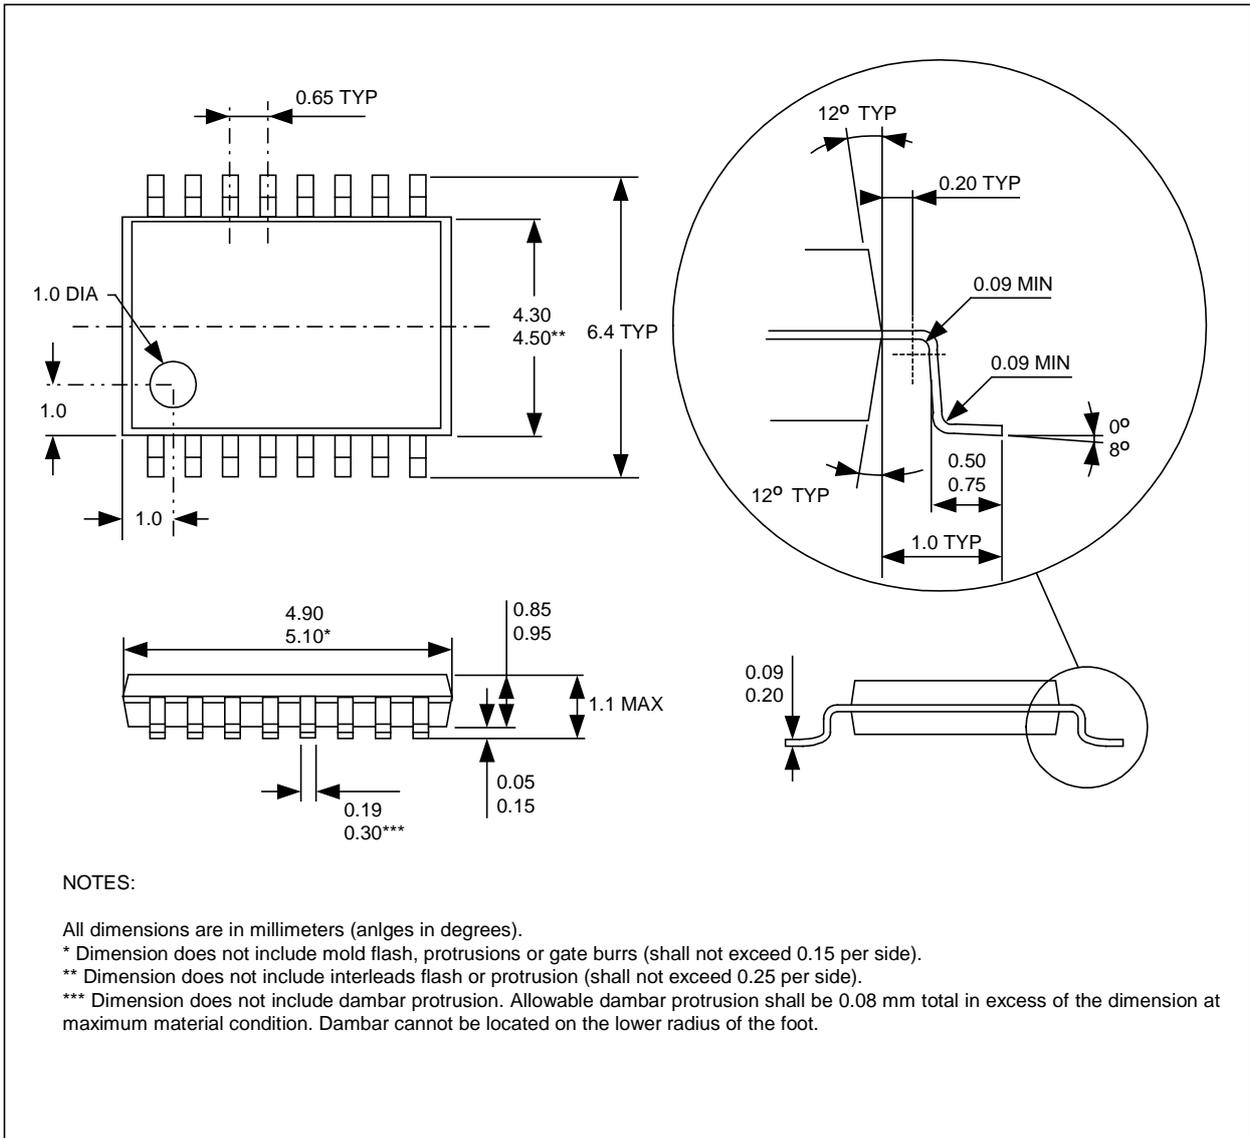 0.65 TYP
1.0 DIA
4.30
4.50**
6.4 TYP
1.0
1.0
12º TYP
0.20 TYP
0.09 MIN
0.09 MIN
0º
8º
0.50
0.75
12º TYP
1.0 TYP
4.90
5.10*
0.85
0.95
1.1 MAX
0.05
0.15
0.19
0.30***
0.09
0.20
NOTES:
All dimensions are in millimeters (anlges in degrees).
* Dimension does not include mold flash, protrusions or gate burrs (shall not exceed 0.15 per side).
** Dimension does not include interleads flash or protrusion (shall not exceed 0.25 per side).
*** Dimension does not include dambar protrusion. Allowable dambar protrusion shall be 0.08 mm total in excess of the dimension at
maximum material condition. Dambar cannot be located on the lower radius of the foot.